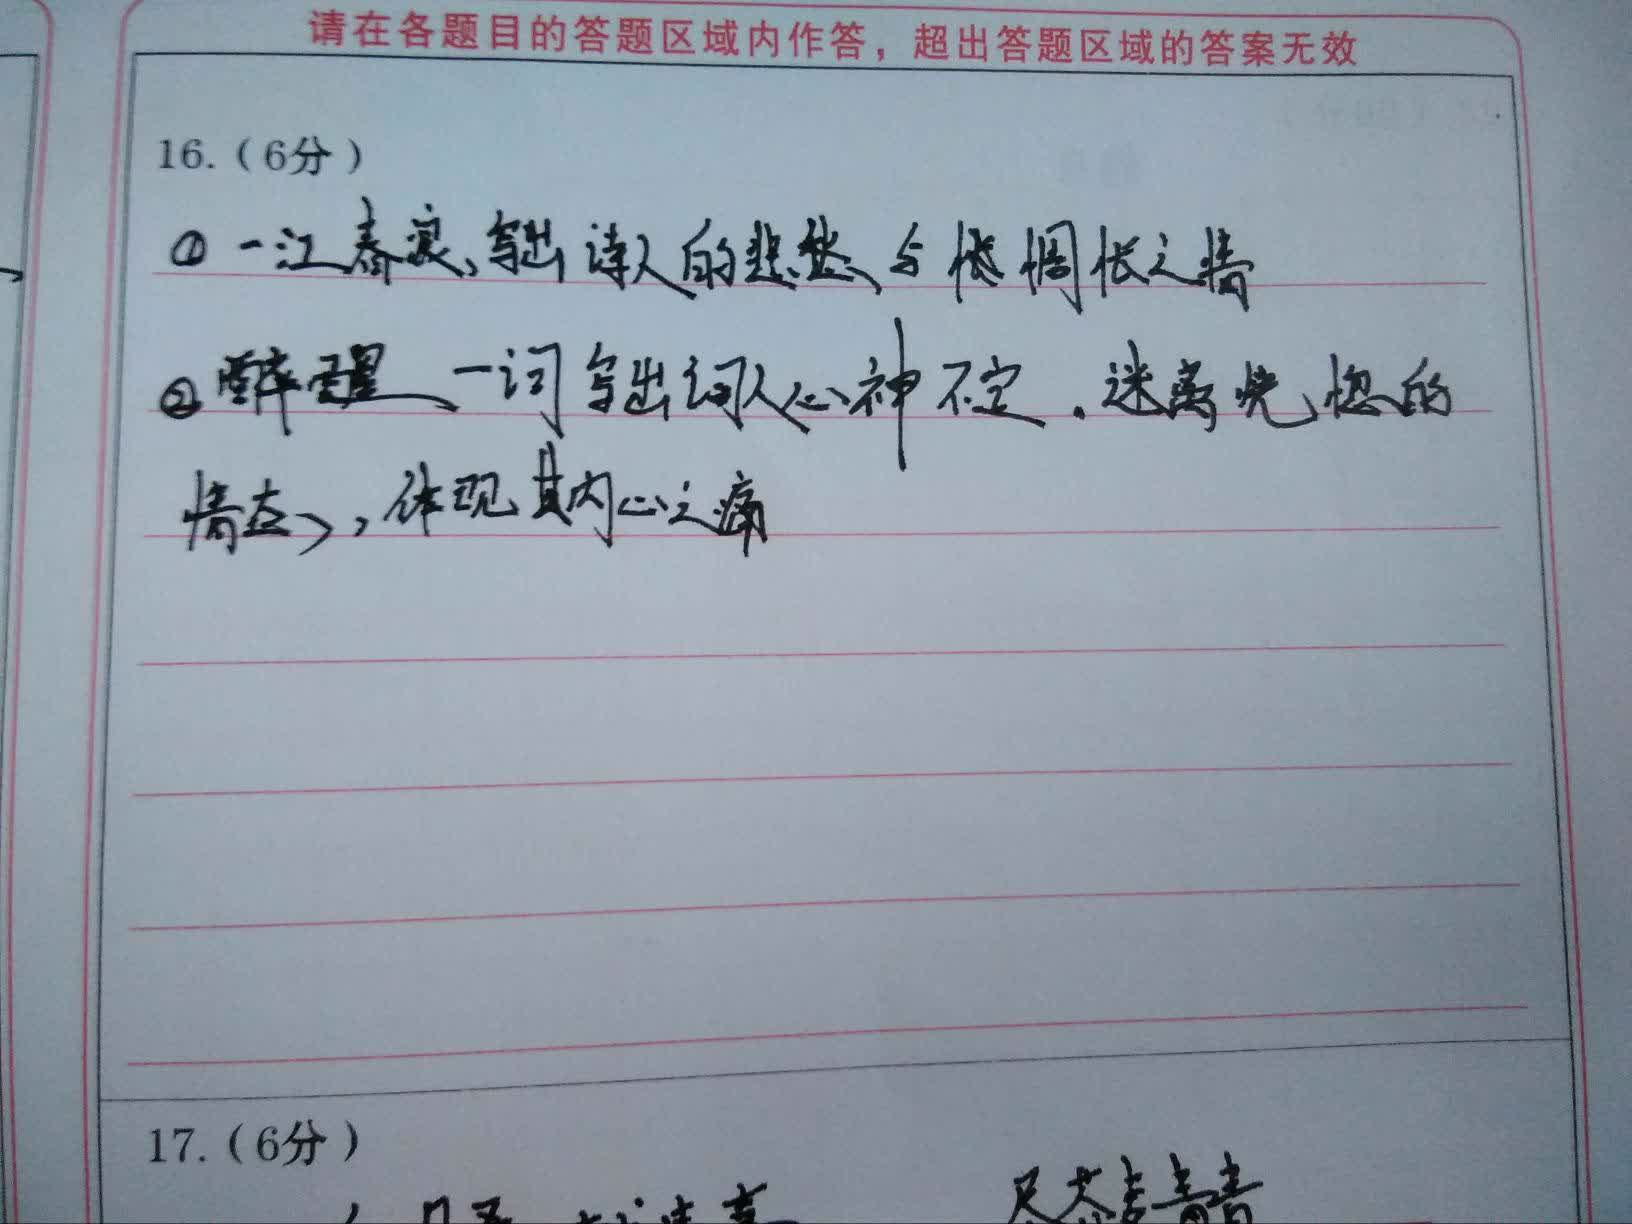 请在各题目的答题区域内作答，超出答题区域的答案无效
16.（6分）
① 一江春浪、写出诗人的悲愁、与惆怅之情
② 醉醒、一词写出词人心神不定．迷离恍惚的
情态，体现其内心之痛
17.（6分）